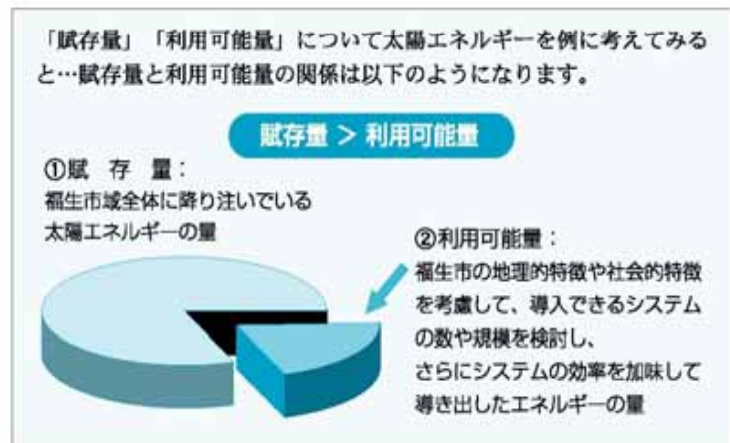 「賦存量」「利用可能量」について太陽エネルギーを例に考えてみる
と…賦存量と利用可能量の関係は以下のようになります。
賦存量 > 利用可能量
①賦 存 量：
福生市域全体に降り注いでいる
太陽エネルギーの量
②利用可能量：
福生市の地理的特徴や社会的特徴
を考慮して、導入できるシステム
の数や規模を検討し、
さらにシステムの効率を加味して
導き出したエネルギーの量